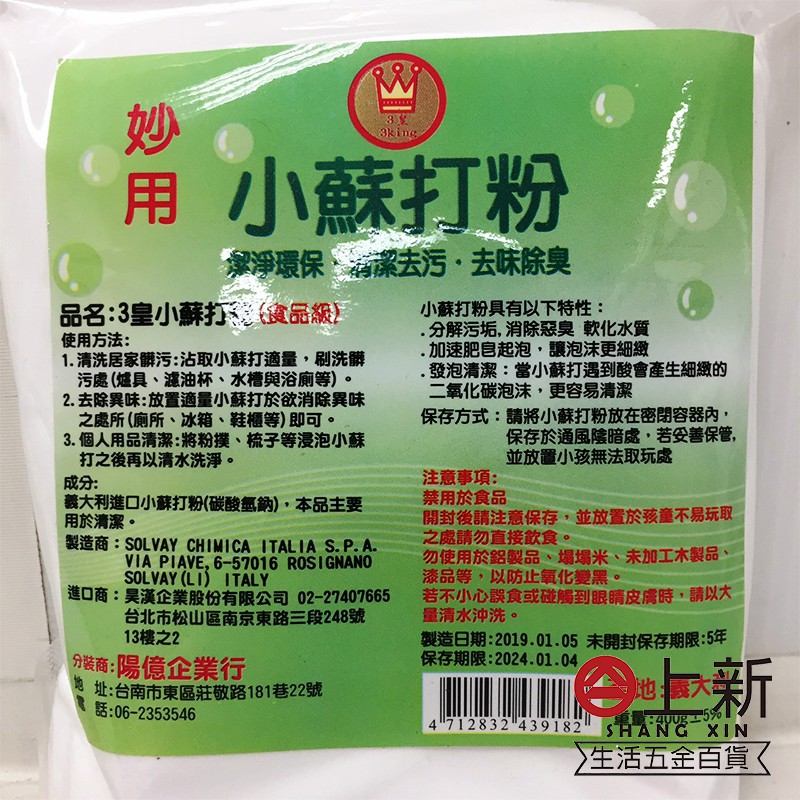 3皇
3king
妙用
小蘇打粉
潔淨環保・清潔去污・去味除臭
品名:3皇小蘇打粉(食品級)
使用方法:
1.清洗居家髒污:沾取小蘇打適量，刷洗髒
污處(爐具、濾油杯、水槽與浴廁等)。
2.去除異味:放置適量小蘇打於欲消除異味
之處所(廁所、冰箱、鞋櫃等)即可。
3.個人用品清潔:將粉撲、梳子等浸泡小蘇
打之後再以清水洗淨。
成分:
義大利進口小蘇打粉(碳酸氫鈉)，本品主要
用於清潔。
製造商：SOLVAY CHIMICA ITALIA S.P.A.
VIA PIAVE,6-57016 ROSIGNANO
SOLVAY(LI) ITALY
進口商：昊漢企業股份有限公司 02-27407665
台北市松山區南京東路三段248號
13樓之2
分裝商:陽億企業行
地 址:台南市東區莊敬路181巷22號
電 話:06-2353546
小蘇打粉具有以下特性：
.分解污垢,消除惡臭 軟化水質
.加速肥皂起泡，讓泡沫更細緻
.發泡清潔：當小蘇打遇到酸會產生細緻的
二氧化碳泡沫，更容易清潔
保存方式：請將小蘇打粉放在密閉容器內，
保存於通風陰暗處，若妥善保管,
並放置小孩無法取玩處
注意事項:
禁用於食品
開封後請注意保存，並放置於孩童不易玩取
之處請勿直接飲食。
勿使用於鋁製品、塌塌米、未加工木製品、
漆品等，以防止氧化變黑。
若不小心誤食或碰觸到眼睛皮膚時，請以大
量清水沖洗。
製造日期:2019.01.05 未開封保存期限:5年
保存期限:2024.01.04
地:義大利
重量:400g±5%
4 712832 439182
上新
SHANG XIN
生活五金百貨